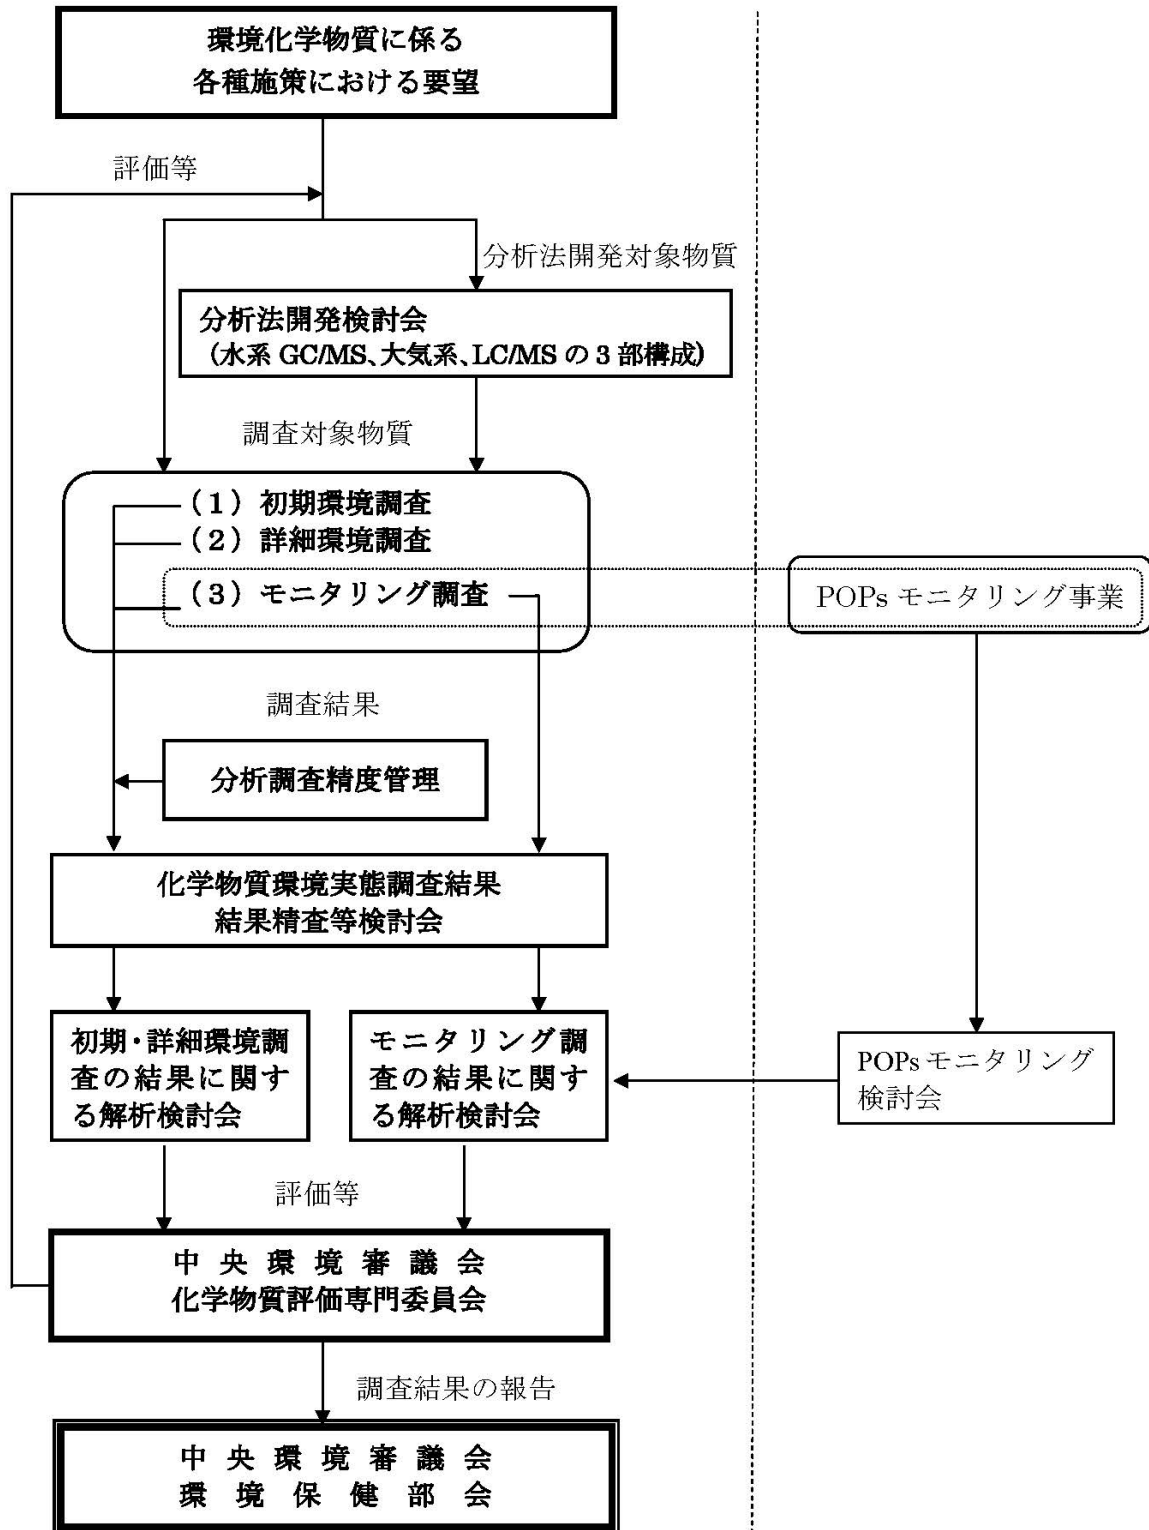 環境化学物質に係る
各種施策における要望
評価等
分析法開発対象物質
分析法開発検討会
(水系 GC/MS、大気系、LC/MS の 3 部構成)
調査対象物質
(1) 初期環境調査
(2) 詳細環境調査
(3) モニタリング調査
POPs モニタリング事業
調査結果
分析調査精度管理
化学物質環境実態調査結果
結果精査等検討会
初期・詳細環境調
査の結果に関す
る解析検討会
モニタリング調
査の結果に関す
る解析検討会
POPs モニタリング
検討会
評価等
中央環境審議会
化学物質評価専門委員会
調査結果の報告
中央環境審議会
環境保健部会